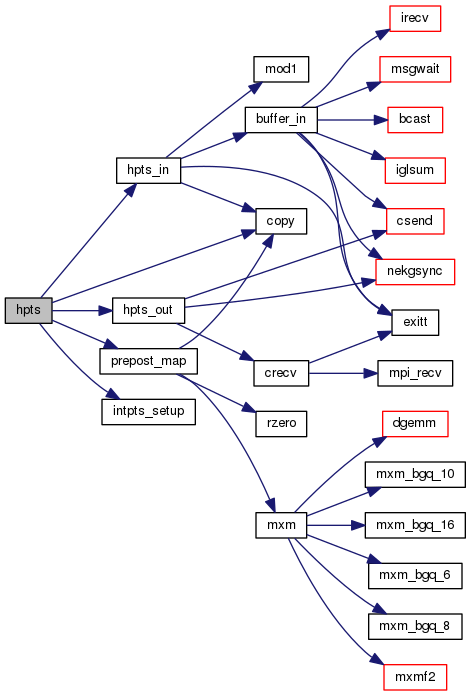 irecv
mod1
msgwait
buffer_in
bcast
hpts_in
iglsum
copy
csend
nekgsync
hpts
hpts_out
exitt
prepost_map
crecv
mpi_recv
intpts_setup
rzero
dgemm
mxm_bgq_10
mxm
mxm_bgq_16
mxm_bgq_6
mxm_bgq_8
mxmf2